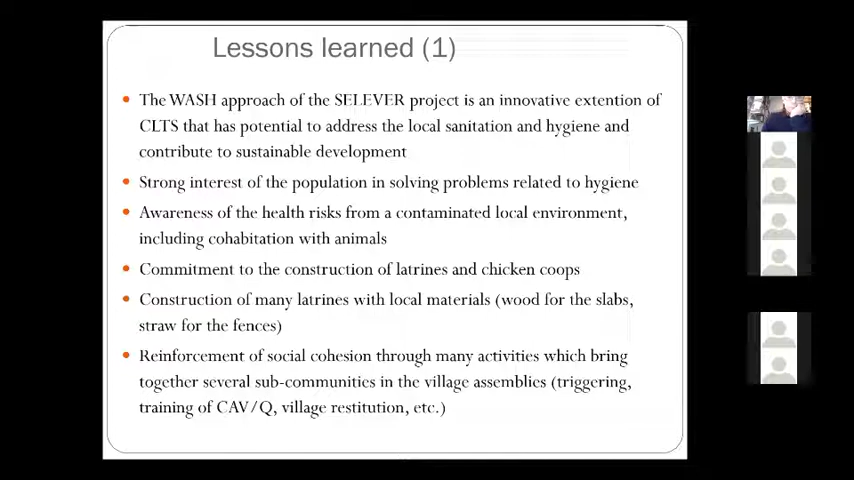 Lessons learned (1)
• The WASH approach of the SELEVER project is an innovative extention of
CLTS that has potential to address the local sanitation and hygiene and
contribute to sustainable development
• Strong interest of the population in solving problems related to hygiene
• Awareness of the health risks from a contaminated local environment,
including cohabitation with animals
• Commitment to the construction of latrines and chicken coops
• Construction of many latrines with local materials (wood for the slabs,
straw for the fences)
• Reinforcement of social cohesion through many activities which bring
together several sub-communities in the village assemblies (triggering,
training of CAV/Q, village restitution, etc.)